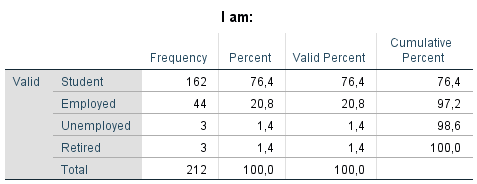 I am:
Frequency Percent Valid Percent Cumulative Percent
Valid Student 162 76,4 76,4 76,4
Employed 44 20,8 20,8 97,2
Unemployed 3 1,4 1,4 98,6
Retired 3 1,4 1,4 100,0
Total 212 100,0 100,0